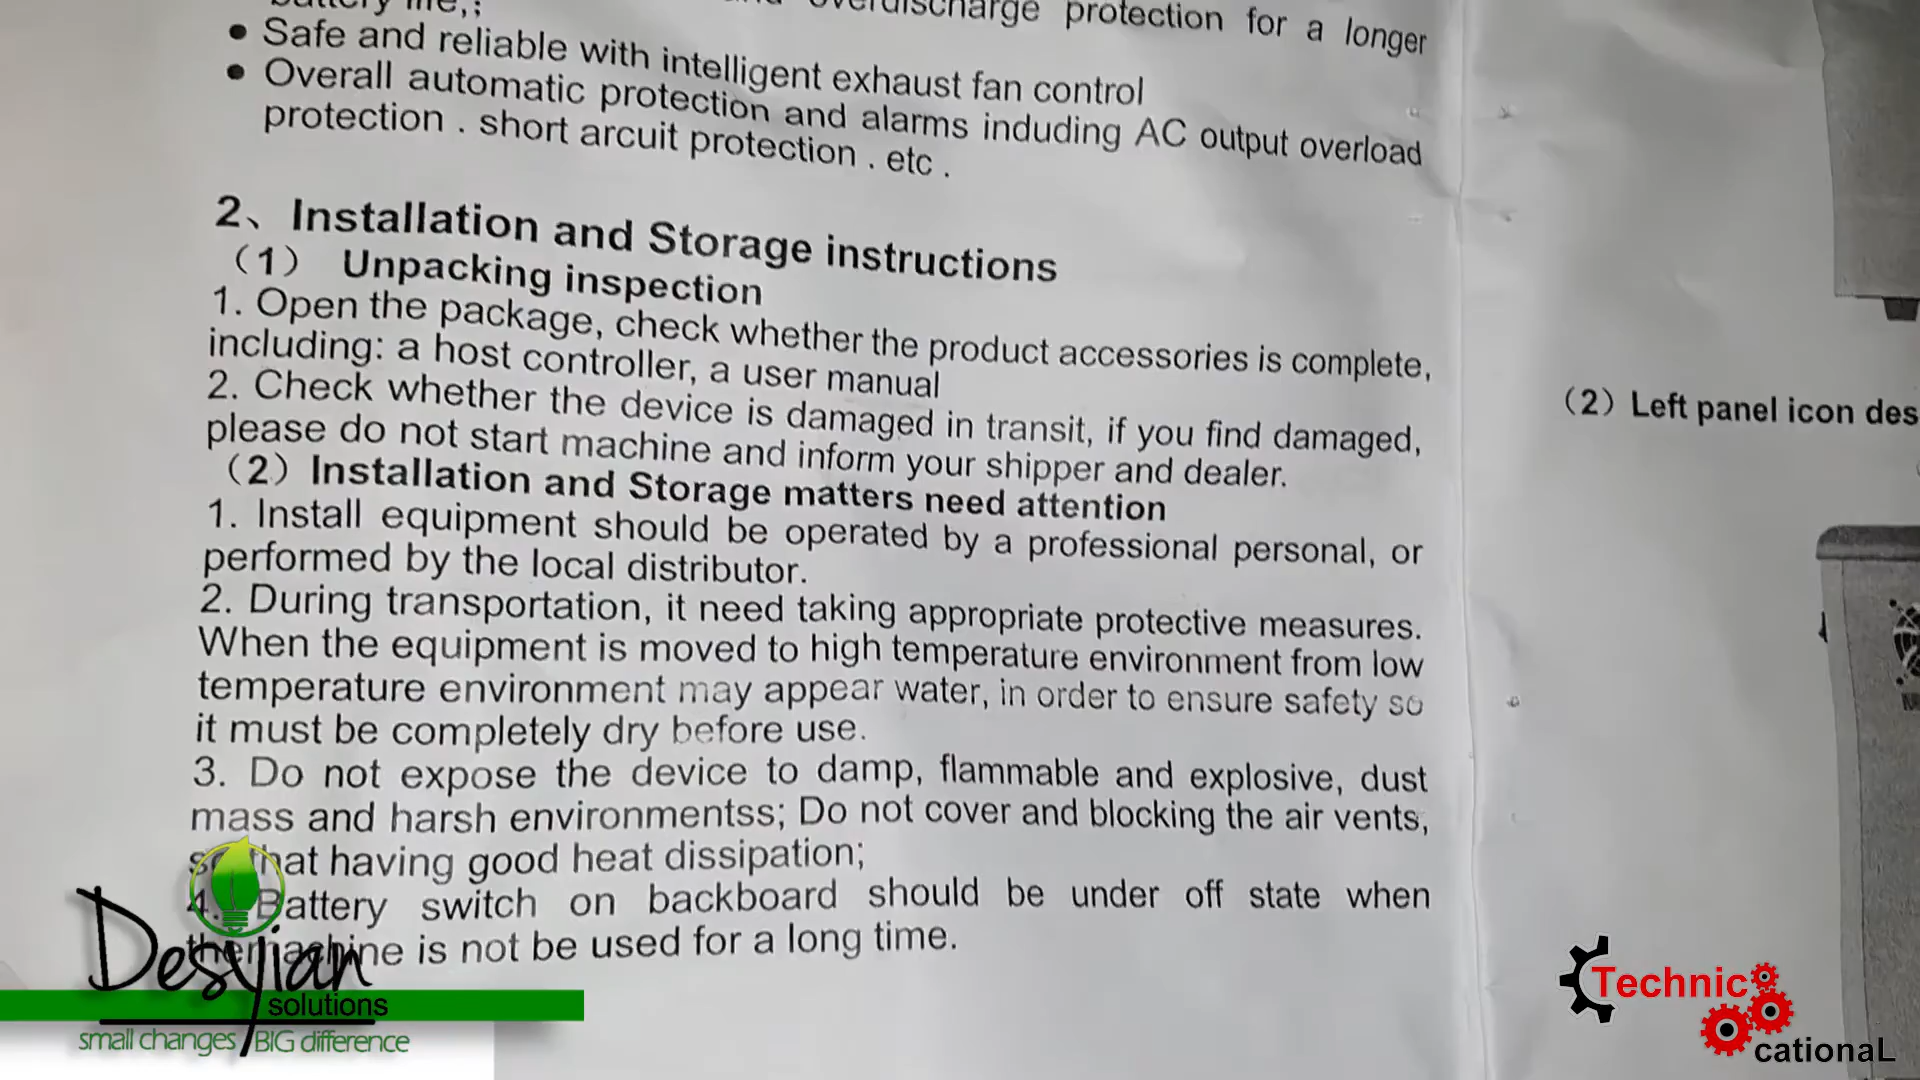 overdischarge protection for a longer
battery life,;
● Safe and reliable with intelligent exhaust fan control
● Overall automatic protection and alarms induding AC output overload
protection . short arcuit protection . etc .
2、 Installation and Storage instructions
（1） Unpacking inspection
1. Open the package, check whether the product accessories is complete,
including: a host controller, a user manual
2. Check whether the device is damaged in transit, if you find damaged,
please do not start machine and inform your shipper and dealer.
（2）Installation and Storage matters need attention
1. Install equipment should be operated by a professional personal, or
performed by the local distributor.
2. During transportation, it need taking appropriate protective measures.
When the equipment is moved to high temperature environment from low
temperature environment may appear water, in order to ensure safety so
it must be completely dry before use.
3. Do not expose the device to damp, flammable and explosive, dust
mass and harsh environmentss; Do not cover and blocking the air vents,
so that having good heat dissipation;
4. Battery switch on backboard should be under off state when
themachine is not be used for a long time.
（2）Left panel icon des
Desyjian
solutions
small changes / BIG difference
Technic
cationaL